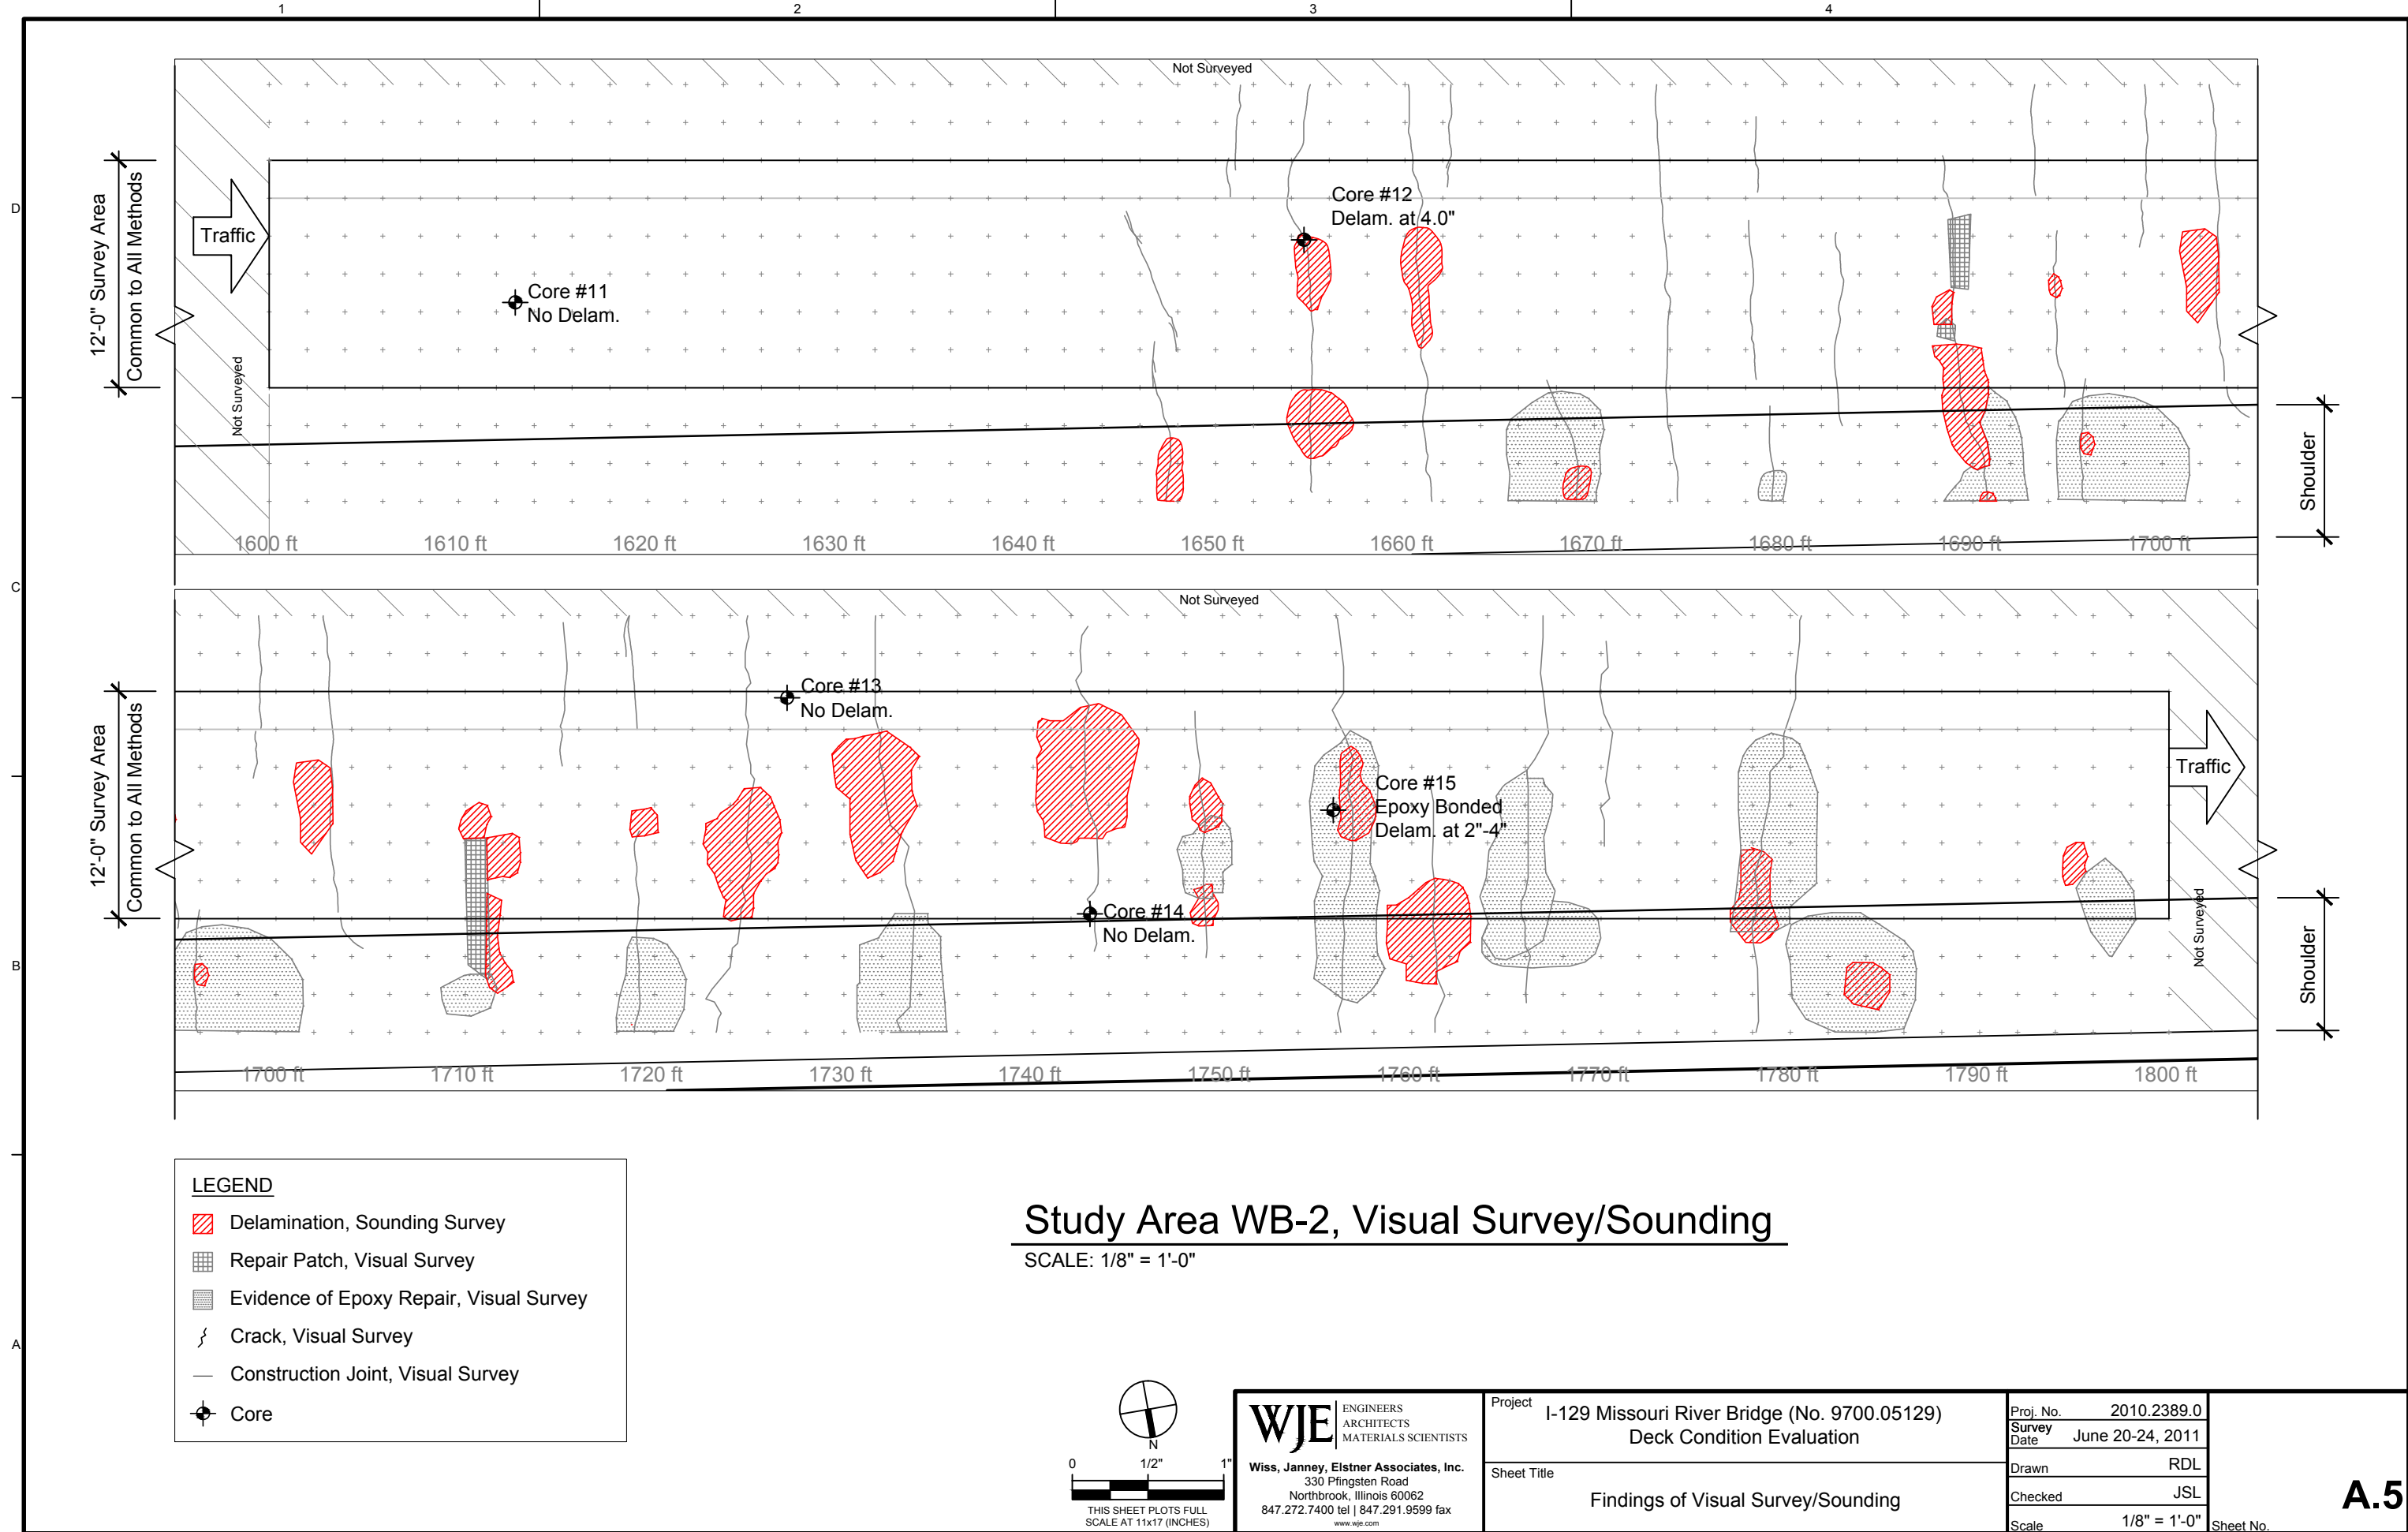 1 2 3 4
D
C
B
A
Not Surveyed
12'-0" Survey Area
Common to All Methods
Traffic
Not Surveyed
Core #11
No Delam.
Core #12
Delam. at 4.0"
Shoulder
1600 ft 1610 ft 1620 ft 1630 ft 1640 ft 1650 ft 1660 ft 1670 ft 1680 ft 1690 ft 1700 ft
Not Surveyed
12'-0" Survey Area
Common to All Methods
Core #13
No Delam.
Core #14
No Delam.
Core #15
Epoxy Bonded
Delam. at 2"-4"
Traffic
Not Surveyed
Shoulder
1700 ft 1710 ft 1720 ft 1730 ft 1740 ft 1750 ft 1760 ft 1770 ft 1780 ft 1790 ft 1800 ft
LEGEND
Delamination, Sounding Survey
Repair Patch, Visual Survey
Evidence of Epoxy Repair, Visual Survey
Crack, Visual Survey
Construction Joint, Visual Survey
Core
Study Area WB-2, Visual Survey/Sounding
SCALE: 1/8" = 1'-0"
N
0 1/2" 1"
THIS SHEET PLOTS FULL
SCALE AT 11x17 (INCHES)
WJE
ENGINEERS
ARCHITECTS
MATERIALS SCIENTISTS
Wiss, Janney, Elstner Associates, Inc.
330 Pfingsten Road
Northbrook, Illinois 60062
847.272.7400 tel | 847.291.9599 fax
www.wje.com
Project
I-129 Missouri River Bridge (No. 9700.05129)
Deck Condition Evaluation
Sheet Title
Findings of Visual Survey/Sounding
Proj. No. 2010.2389.0
Survey
Date June 20-24, 2011
Drawn RDL
Checked JSL
Scale 1/8" = 1'-0"
Sheet No.
A.5